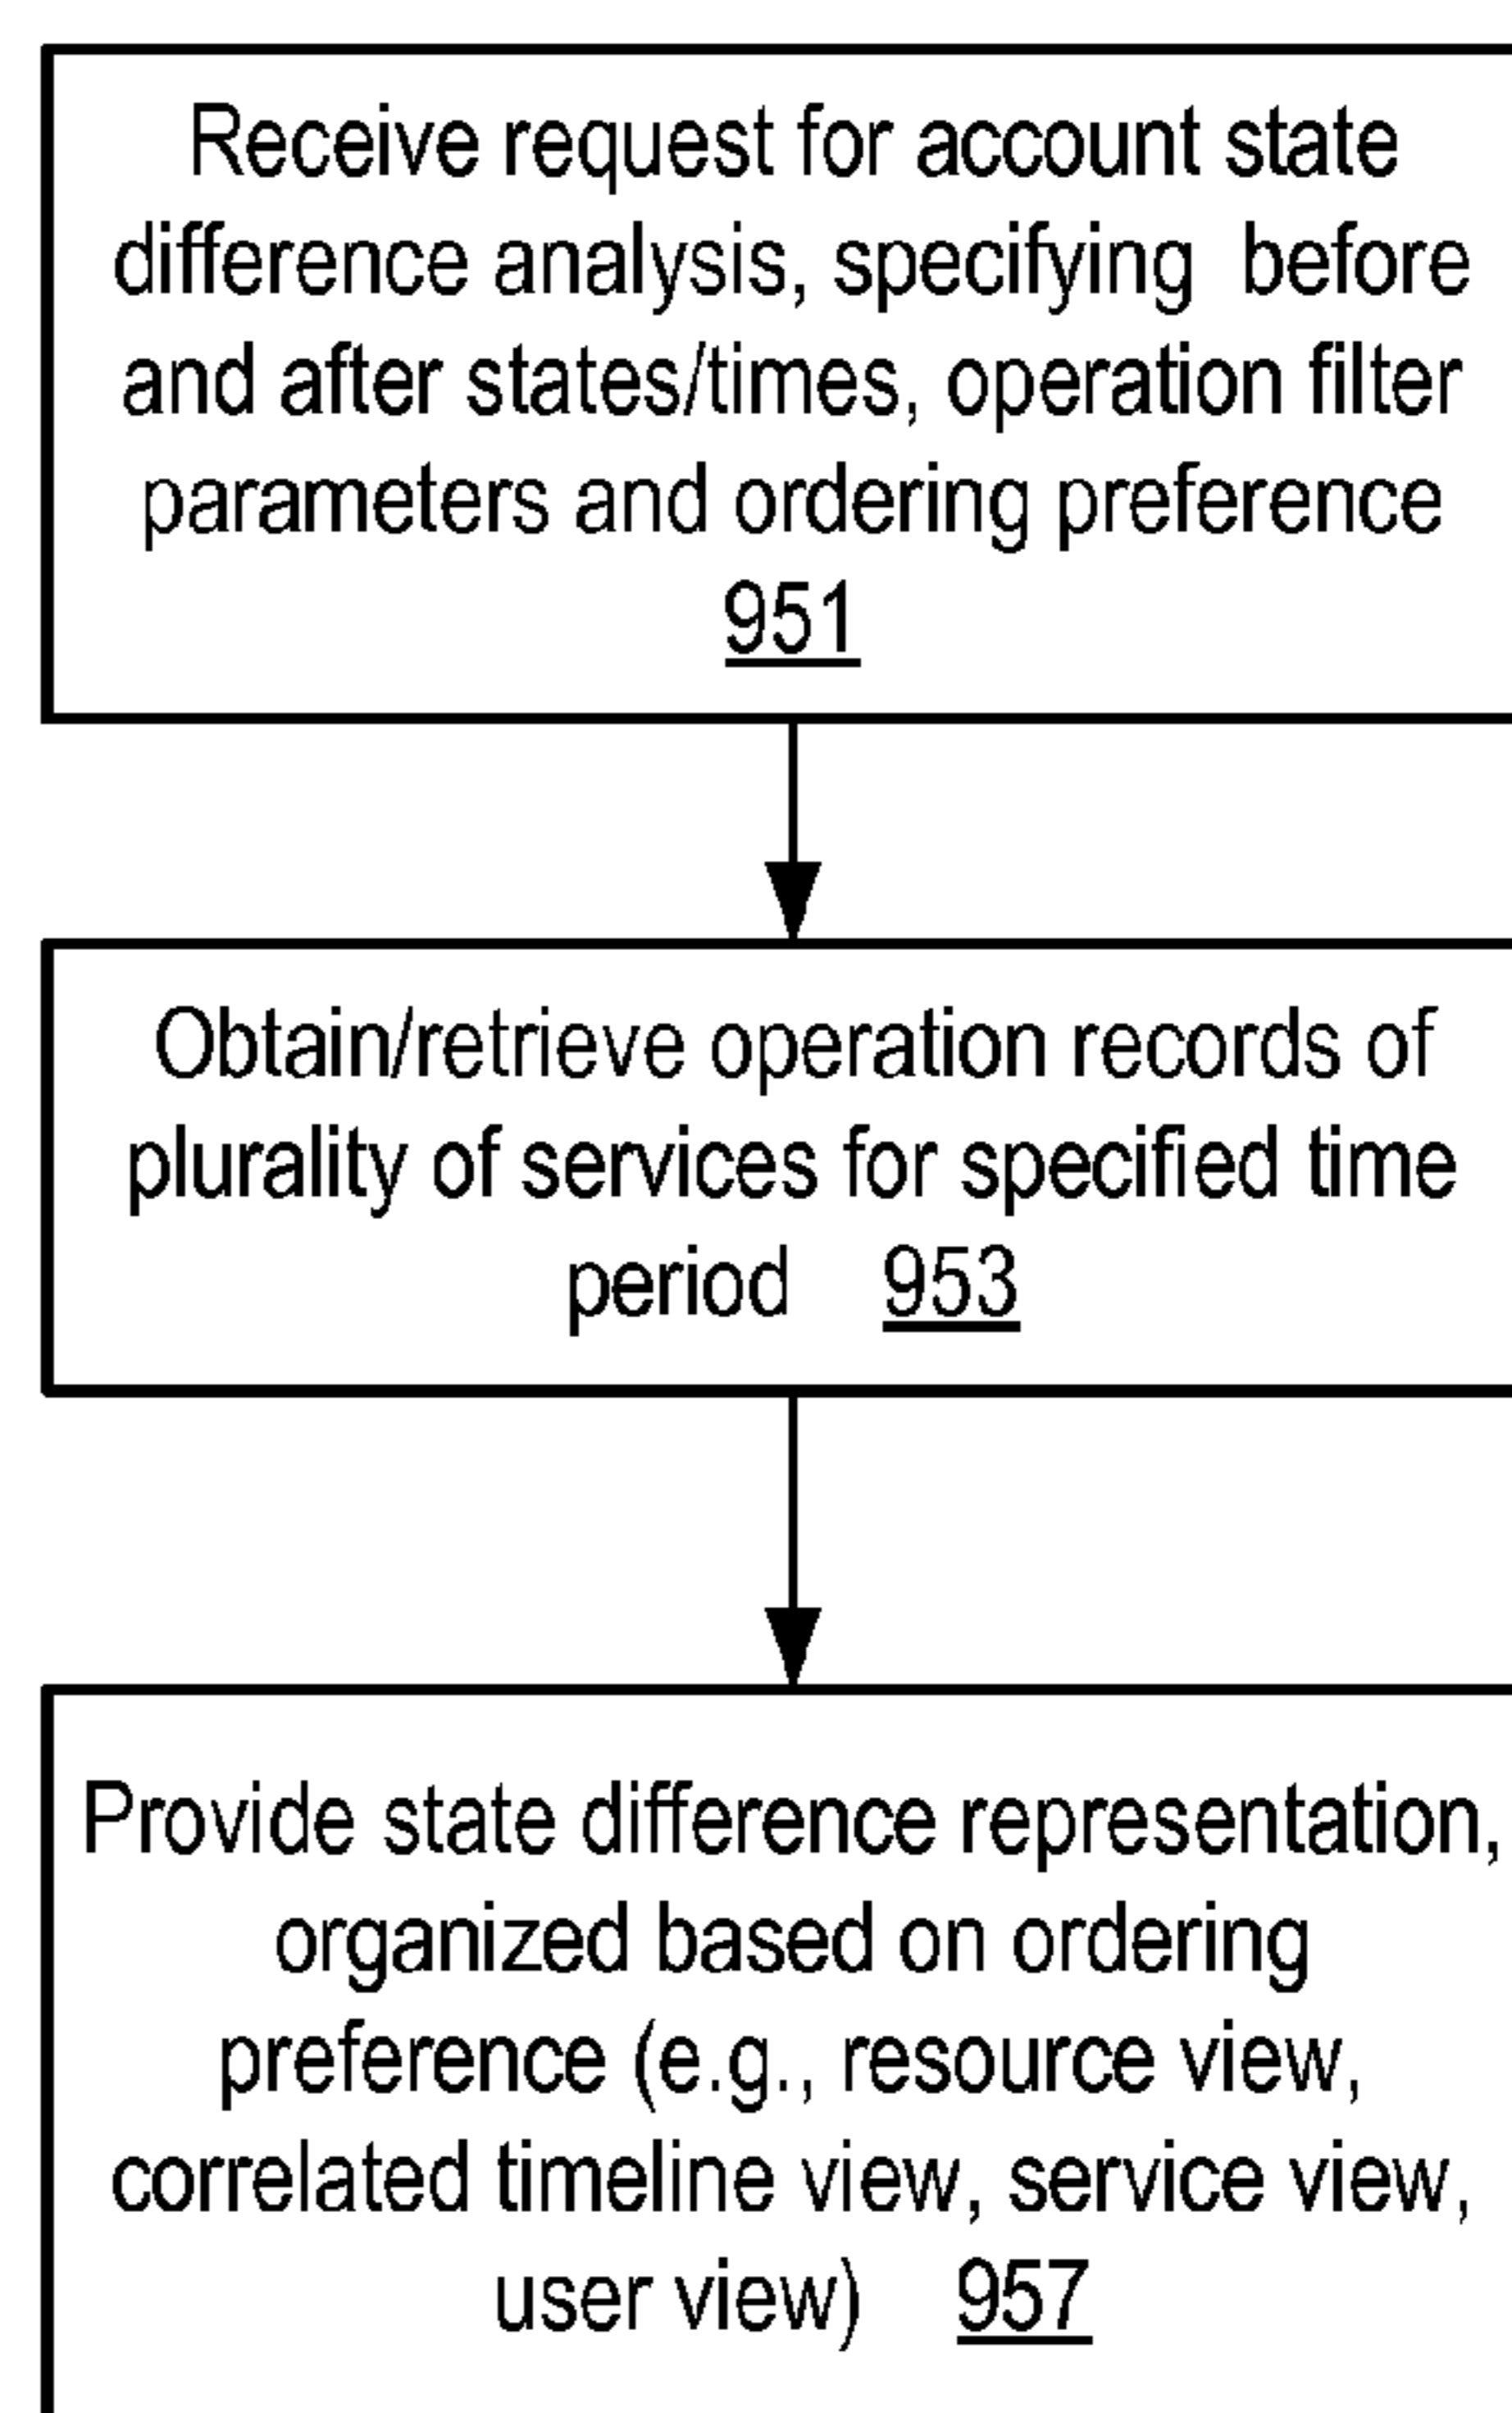 Receive request for account state
difference analysis, specifying before
and after states/times, operation filter
parameters and ordering preference
951
Obtain/retrieve operation records of
plurality of services for specified time
period 953
Provide state difference representation,
organized based on ordering
preference (e.g., resource view,
correlated timeline view, service view,
user view) 957